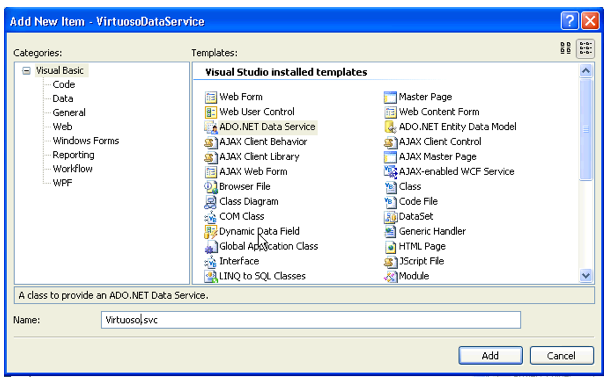 Add New Item - VirtuosoDataService
Categories:
Templates:
Visual Basic
Code
Data
General
Web
Windows Forms
Reporting
Workflow
WPF
Visual Studio installed templates
Web Form
Master Page
Web User Control
Web Content Form
ADO.NET Data Service
ADO.NET Entity Data Model
AJAX Client Behavior
AJAX Client Control
AJAX Client Library
AJAX Master Page
AJAX Web Form
AJAX-enabled WCF Service
Browser File
Class
Class Diagram
Code File
COM Class
DataSet
Dynamic Data Field
Generic Handler
Global Application Class
HTML Page
Interface
JScript File
LINQ to SQL Classes
Module
A class to provide an ADO.NET Data Service.
Name:
Virtuoso.svc
Add
Cancel